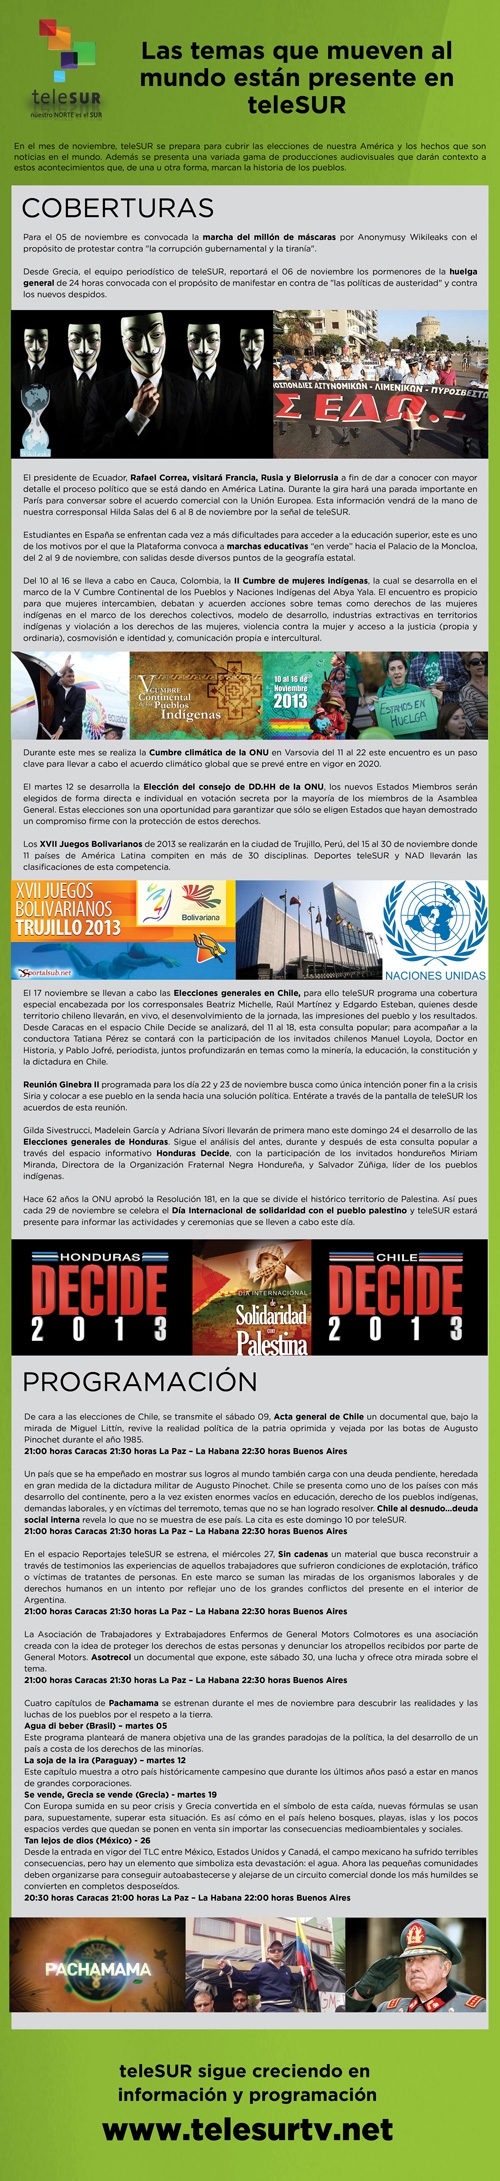 teleSUR
nuestro NORTE es el SUR
Las temas que mueven al
mundo están presente en
teleSUR
En el mes de noviembre, teleSUR se prepara para cubrir las elecciones de nuestra América y los hechos que son
noticias en el mundo. Además se presenta una variada gama de producciones audiovisuales que darán contexto a
estos acontecimientos que, de una u otra forma, marcan la historia de los pueblos.
COBERTURAS
Para el 05 de noviembre es convocada la marcha del millón de máscaras por Anonymusy Wikileaks con el
propósito de protestar contra "la corrupción gubernamental y la tiranía".
Desde Grecia, el equipo periodístico de teleSUR, reportará el 06 de noviembre los pormenores de la huelga
general de 24 horas convocada con el propósito de manifestar en contra de "las políticas de austeridad" y contra
los nuevos despidos.
ΟΣΠΟΝΔΙΕΣ ΑΣΤΥΝΟΜΙΚΩΝ - ΛΙΜΕΝΙΚΩΝ - ΠΥΡΟΣΒΕΣΤΩ
Σ ΕΔΩ.-
El presidente de Ecuador, Rafael Correa, visitará Francia, Rusia y Bielorrusia a fin de dar a conocer con mayor
detalle el proceso político que se está dando en América Latina. Durante la gira hará una parada importante en
París para conversar sobre el acuerdo comercial con la Unión Europea. Esta información vendrá de la mano de
nuestra corresponsal Hilda Salas del 6 al 8 de noviembre por la señal de teleSUR.
Estudiantes en España se enfrentan cada vez a más dificultades para acceder a la educación superior, este es uno
de los motivos por el que la Plataforma convoca a marchas educativas “en verde” hacia el Palacio de la Moncloa,
del 2 al 9 de noviembre, con salidas desde diversos puntos de la geografía estatal.
Del 10 al 16 se lleva a cabo en Cauca, Colombia, la II Cumbre de mujeres indígenas, la cual se desarrolla en el
marco de la V Cumbre Continental de los Pueblos y Naciones Indígenas del Abya Yala. El encuentro es propicio
para que mujeres intercambien, debatan y acuerden acciones sobre temas como derechos de las mujeres
indígenas en el marco de los derechos colectivos, modelo de desarrollo, industrias extractivas en territorios
indígenas y violación a los derechos de las mujeres, violencia contra la mujer y acceso a la justicia (propia y
ordinaria), cosmovisión e identidad y, comunicación propia e intercultural.
V CUMBRE
Continental
de los Pueblos
Indígenas
10 al 16 de
Noviembre
2013
ESTAMOS EN
HUELGA
Durante este mes se realiza la Cumbre climática de la ONU en Varsovia del 11 al 22 este encuentro es un paso
clave para llevar a cabo el acuerdo climático global que se prevé entre en vigor en 2020.
El martes 12 se desarrolla la Elección del consejo de DD.HH de la ONU, los nuevos Estados Miembros serán
elegidos de forma directa e individual en votación secreta por la mayoría de los miembros de la Asamblea
General. Estas elecciones son una oportunidad para garantizar que sólo se eligen Estados que hayan demostrado
un compromiso firme con la protección de estos derechos.
Los XVII Juegos Bolivarianos de 2013 se realizarán en la ciudad de Trujillo, Perú, del 15 al 30 de noviembre donde
11 países de América Latina compiten en más de 30 disciplinas. Deportes teleSUR y NAD llevarán las
clasificaciones de esta competencia.
XVII JUEGOS
BOLIVARIANOS
TRUJILLO 2013
Bolivariana
Sportalsub.net
NACIONES UNIDAS
El 17 noviembre se llevan a cabo las Elecciones generales en Chile, para ello teleSUR programa una cobertura
especial encabezada por los corresponsales Beatriz Michelle, Raúl Martínez y Edgardo Esteban, quienes desde
territorio chileno llevarán, en vivo, el desenvolvimiento de la jornada, las impresiones del pueblo y los resultados.
Desde Caracas en el espacio Chile Decide se analizará, del 11 al 18, esta consulta popular; para acompañar a la
conductora Tatiana Pérez se contará con la participación de los invitados chilenos Manuel Loyola, Doctor en
Historia, y Pablo Jofré, periodista, juntos profundizarán en temas como la minería, la educación, la constitución y
la dictadura en Chile.
Reunión Ginebra II programada para los día 22 y 23 de noviembre busca como única intención poner fin a la crisis
Siria y colocar a ese pueblo en la senda hacia una solución política. Entérate a través de la pantalla de teleSUR los
acuerdos de esta reunión.
Gilda Sivestrucci, Madelein García y Adriana Sívori llevarán de primera mano este domingo 24 el desarrollo de las
Elecciones generales de Honduras. Sigue el análisis del antes, durante y después de esta consulta popular a
través del espacio informativo Honduras Decide, con la participación de los invitados hondureños Miriam
Miranda, Directora de la Organización Fraternal Negra Hondureña, y Salvador Zúñiga, líder de los pueblos
indígenas.
Hace 62 años la ONU aprobó la Resolución 181, en la que se divide el histórico territorio de Palestina. Así pues
cada 29 de noviembre se celebra el Día Internacional de solidaridad con el pueblo palestino y teleSUR estará
presente para informar las actividades y ceremonias que se lleven a cabo este día.
HONDURAS
DECIDE
2013
DÍA INTERNACIONAL
de
Solidaridad
con
Palestina
CHILE
DECIDE
2013
PROGRAMACIÓN
De cara a las elecciones de Chile, se transmite el sábado 09, Acta general de Chile un documental que, bajo la
mirada de Miguel Littín, revive la realidad política de la patria oprimida y vejada por las botas de Augusto
Pinochet durante el año 1985.
21:00 horas Caracas 21:30 horas La Paz – La Habana 22:30 horas Buenos Aires
Un país que se ha empeñado en mostrar sus logros al mundo también carga con una deuda pendiente, heredada
en gran medida de la dictadura militar de Augusto Pinochet. Chile se presenta como uno de los países con más
desarrollo del continente, pero a la vez existen enormes vacíos en educación, derecho de los pueblos indígenas,
demandas laborales, y en víctimas del terremoto, temas que no se han logrado resolver. Chile al desnudo...deuda
social interna revela lo que no se muestra de ese país. La cita es este domingo 10 por teleSUR.
21:00 horas Caracas 21:30 horas La Paz – La Habana 22:30 horas Buenos Aires
En el espacio Reportajes teleSUR se estrena, el miércoles 27, Sin cadenas un material que busca reconstruir a
través de testimonios las experiencias de aquellos trabajadores que sufrieron condiciones de explotación, tráfico
o víctimas de tratantes de personas. En este marco se suman las miradas de los organismos laborales y de
derechos humanos en un intento por reflejar uno de los grandes conflictos del presente en el interior de
Argentina.
21:00 horas Caracas 21:30 horas La Paz – La Habana 22:30 horas Buenos Aires
La Asociación de Trabajadores y Extrabajadores Enfermos de General Motors Colmotores es una asociación
creada con la idea de proteger los derechos de estas personas y denunciar los atropellos recibidos por parte de
General Motors. Asotrecol un documental que expone, este sábado 30, una lucha y ofrece otra mirada sobre el
tema.
21:00 horas Caracas 21:30 horas La Paz – La Habana 22:30 horas Buenos Aires
Cuatro capítulos de Pachamama se estrenan durante el mes de noviembre para descubrir las realidades y las
luchas de los pueblos por el respeto a la tierra.
Agua di beber (Brasil) – martes 05
Este programa planteará de manera objetiva una de las grandes paradojas de la política, la del desarrollo de un
país a costa de los derechos de las minorías.
La soja de la ira (Paraguay) – martes 12
Este capítulo muestra a otro país históricamente campesino que durante los últimos años pasó a estar en manos
de grandes corporaciones.
Se vende, Grecia se vende (Grecia) - martes 19
Con Europa sumida en su peor crisis y Grecia convertida en el símbolo de esta caída, nuevas fórmulas se usan
para, supuestamente, superar esta situación. Es así cómo en el país heleno bosques, playas, islas y los pocos
espacios verdes que quedan se ponen en venta sin importar las consecuencias medioambientales y sociales.
Tan lejos de dios (México) - 26
Desde la entrada en vigor del TLC entre México, Estados Unidos y Canadá, el campo mexicano ha sufrido terribles
consecuencias, pero hay un elemento que simboliza esta devastación: el agua. Ahora las pequeñas comunidades
deben organizarse para conseguir autoabastecerse y alejarse de un circuito comercial donde los más humildes se
convierten en completos desposeídos.
20:30 horas Caracas 21:00 horas La Paz – La Habana 22:00 horas Buenos Aires
PACHAMAMA
teleSUR sigue creciendo en
información y programación
www.telesurtv.net